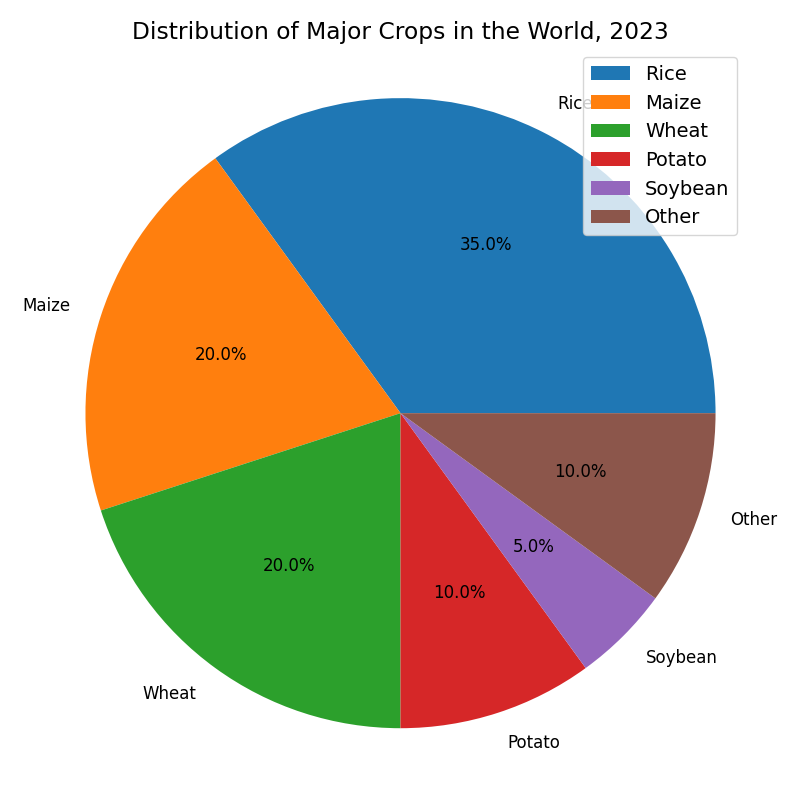 Distribution of Major Crops in the World, 2023
Rice
Rice
Maize
Wheat
Potato
Soybean
Other
35.0%
Maize
20.0%
20.0%
10.0%
5.0%
10.0%
Other
Soybean
Wheat
Potato